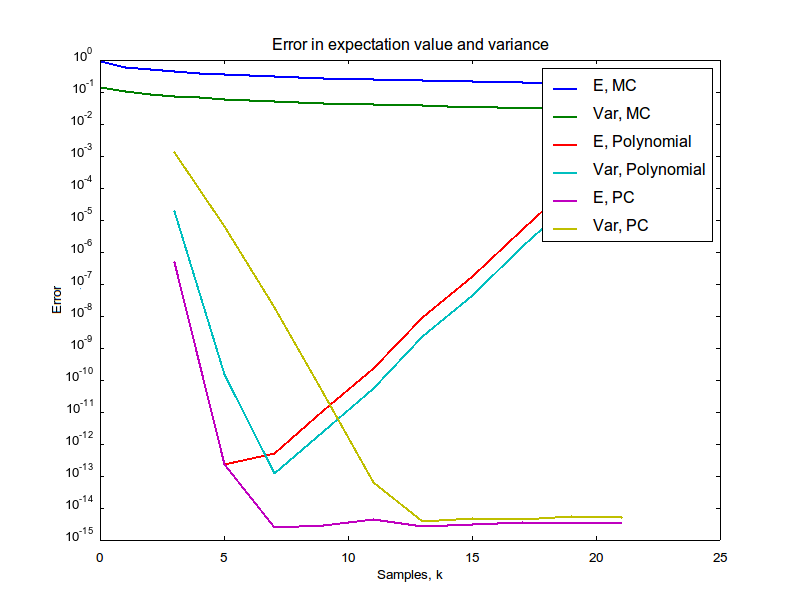 Error in expectation value and variance
10^0
10^-1
10^-2
10^-3
10^-4
10^-5
10^-6
10^-7
10^-8
10^-9
10^-10
10^-11
10^-12
10^-13
10^-14
10^-15
Error
0 5 10 15 20 25
Samples, k
E, MC
Var, MC
E, Polynomial
Var, Polynomial
E, PC
Var, PC